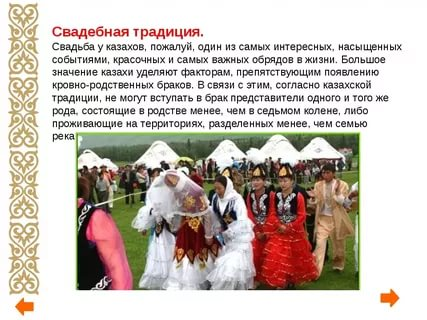 Свадебная традиция.
Свадьба у казахов, пожалуй, один из самых интересных, насыщенных
событиями, красочных и самых важных обрядов в жизни. Большое
значение казахи уделяют факторам, препятствующим появлению
кровно-родственных браков. В связи с этим, согласно казахской
традиции, не могут вступать в брак представители одного и того же
рода, состоящие в родстве менее, чем в седьмом колене, либо
проживающие на территориях, разделенных менее, чем семью
река